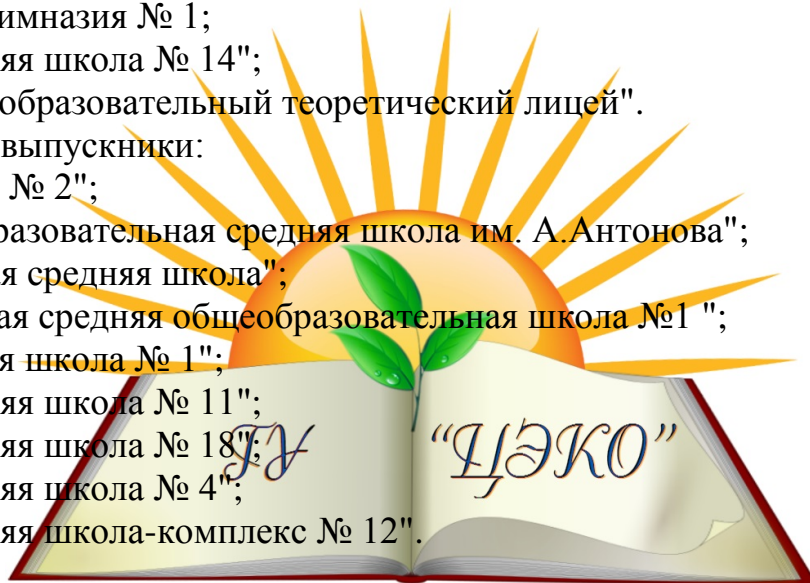 имназия № 1;
яя школа № 14";
образовательный теоретический лицей".
выпускники:
№ 2";
разовательная средняя школа им. А.Антонова";
я средняя школа";
ая средняя общеобразовательная школа №1 ";
я школа № 1";
яя школа № 11";
яя школа № 18";
яя школа № 4";
яя школа-комплекс № 12".
ГУ "ЦЭКО"